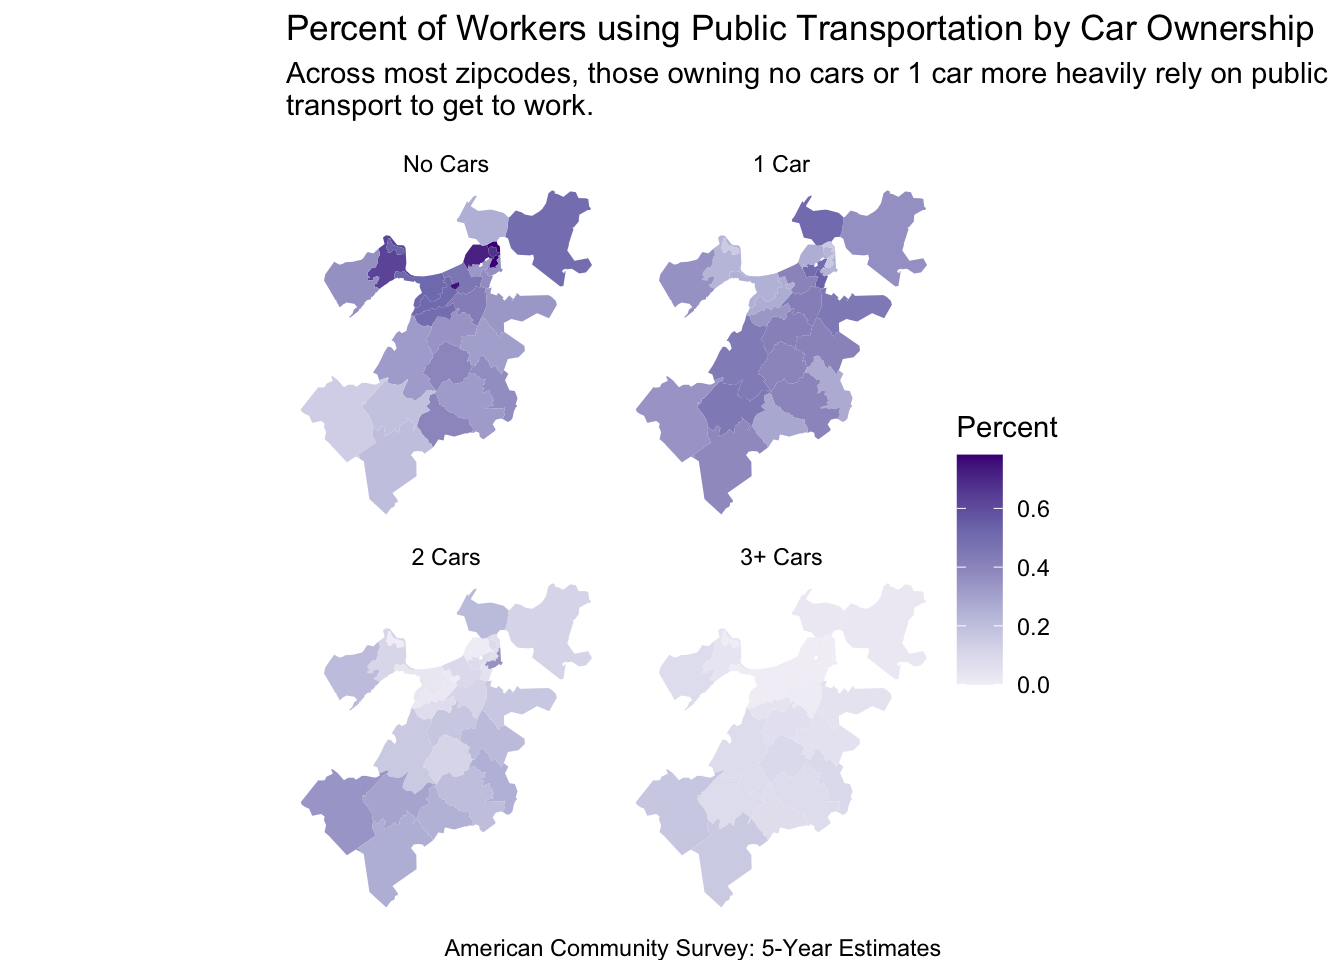 Percent of Workers using Public Transportation by Car Ownership
Across most zipcodes, those owning no cars or 1 car more heavily rely on public
transport to get to work.
No Cars
1 Car
2 Cars
3+ Cars
Percent
0.6
0.4
0.2
0.0
American Community Survey: 5-Year Estimates